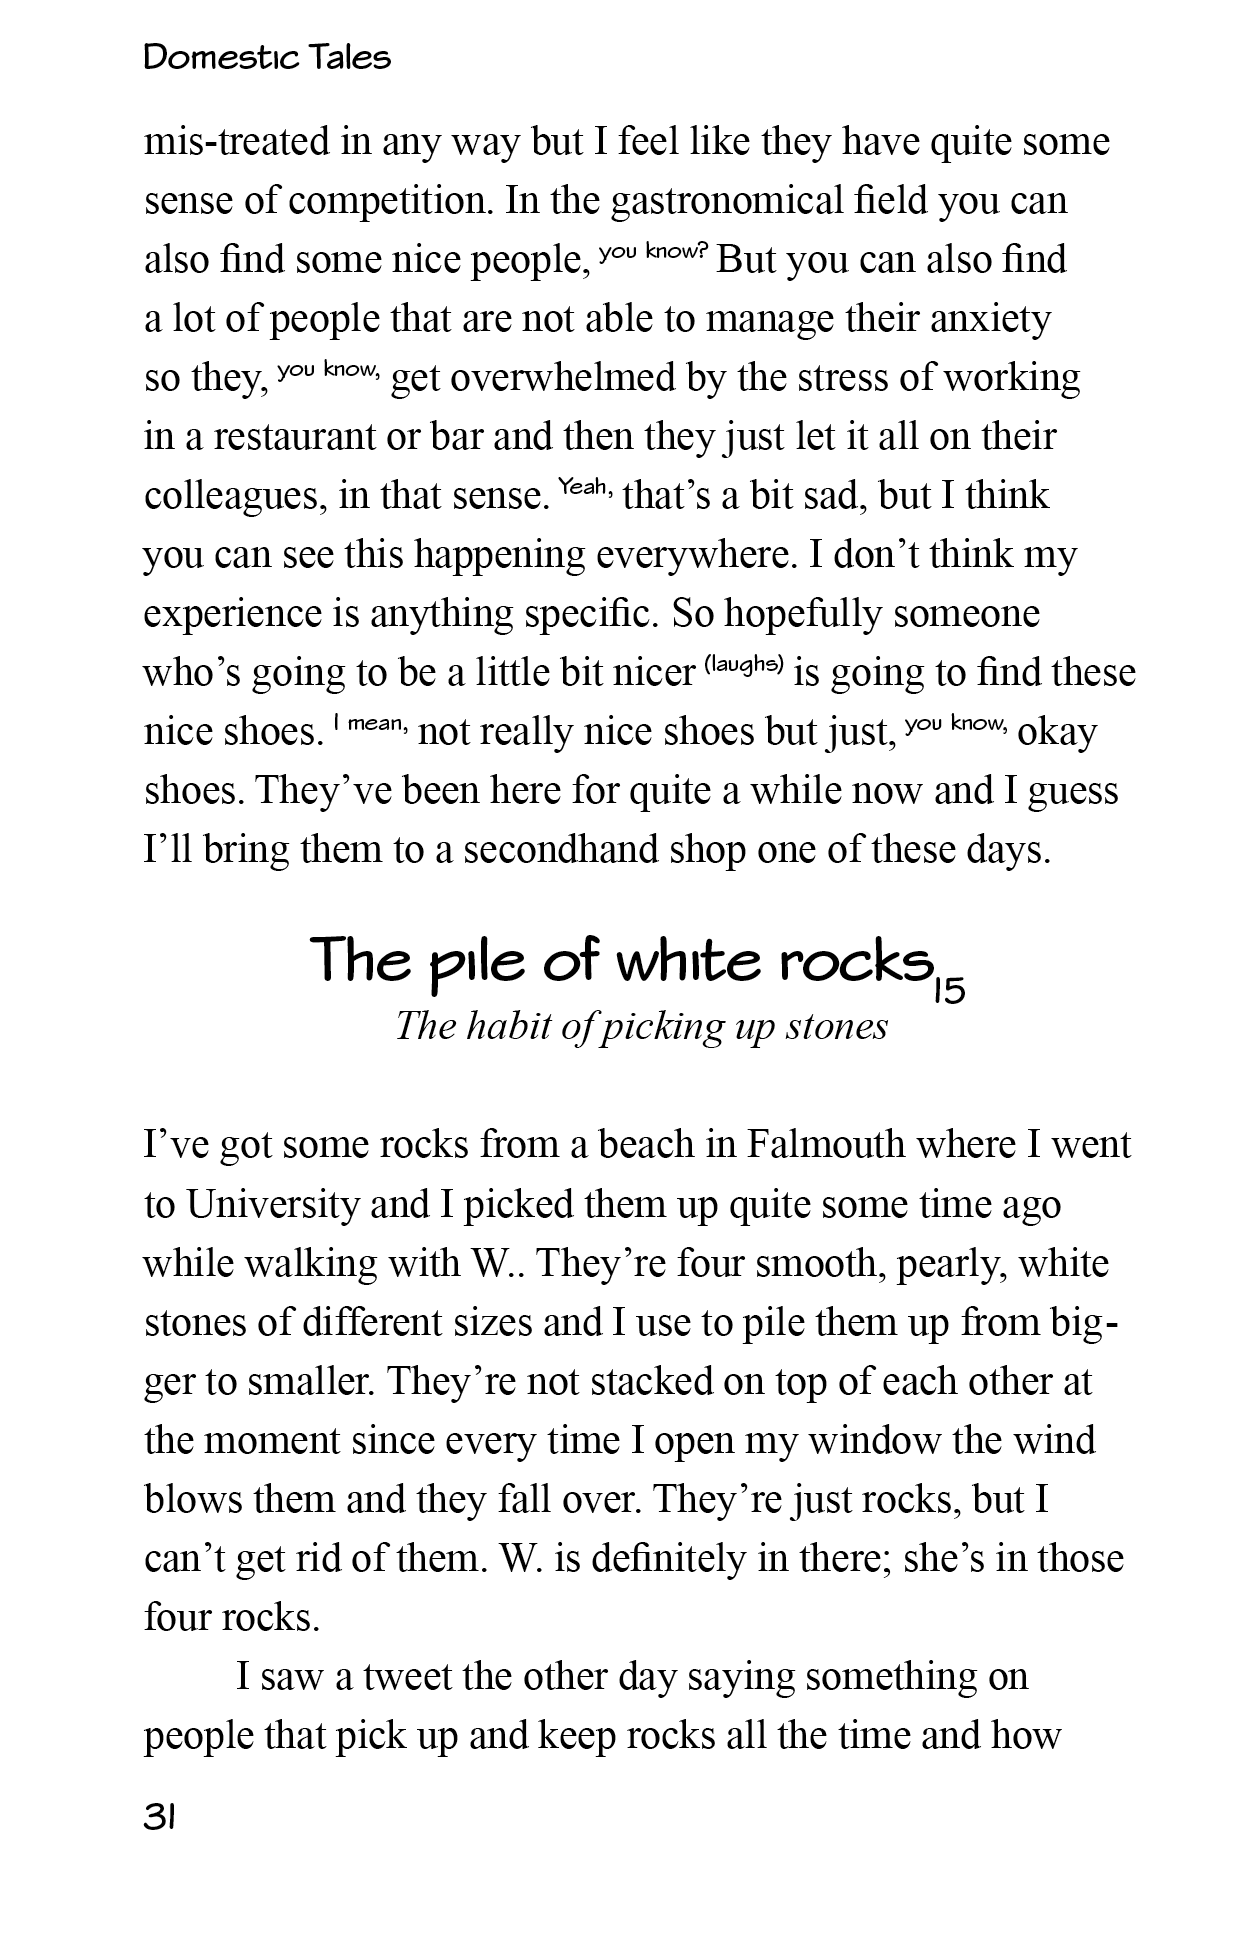 Domestic Tales
mis-treated in any way but I feel like they have quite some
sense of competition. In the gastronomical field you can
also find some nice people, you know? But you can also find
a lot of people that are not able to manage their anxiety
so they, you know, get overwhelmed by the stress of working
in a restaurant or bar and then they just let it all on their
colleagues, in that sense. Yeah, that’s a bit sad, but I think
you can see this happening everywhere. I don’t think my
experience is anything specific. So hopefully someone
who’s going to be a little bit nicer (laughs) is going to find these
nice shoes. I mean, not really nice shoes but just, you know, okay
shoes. They’ve been here for quite a while now and I guess
I’ll bring them to a secondhand shop one of these days.
The pile of white rocks15
The habit of picking up stones
I’ve got some rocks from a beach in Falmouth where I went
to University and I picked them up quite some time ago
while walking with W.. They’re four smooth, pearly, white
stones of different sizes and I use to pile them up from big-
ger to smaller. They’re not stacked on top of each other at
the moment since every time I open my window the wind
blows them and they fall over. They’re just rocks, but I
can’t get rid of them. W. is definitely in there; she’s in those
four rocks.
I saw a tweet the other day saying something on
people that pick up and keep rocks all the time and how
31